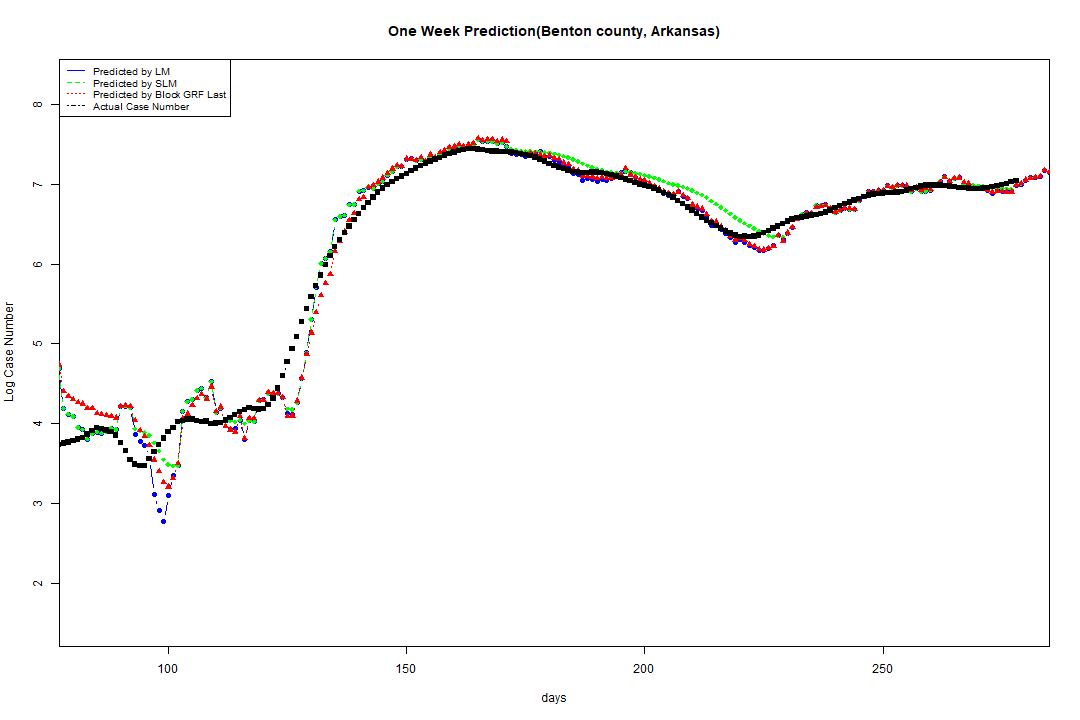 One Week Prediction(Benton county, Arkansas)
Predicted by LM
Predicted by SLM
Predicted by Block GRF Last
Actual Case Number
8
7
6
5
4
3
2
Log Case Number
100 150 200 250
days